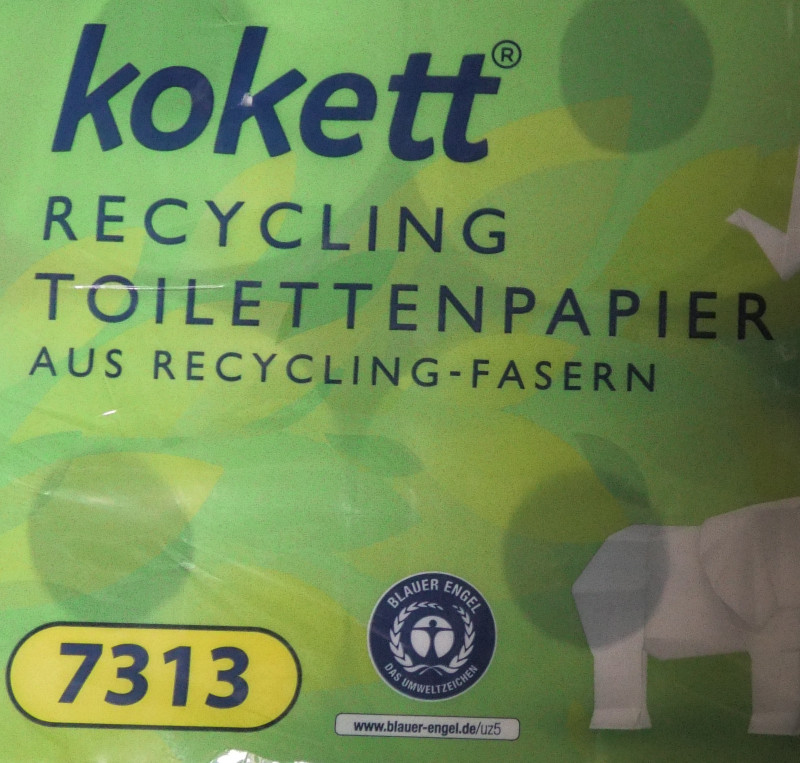 kokett®
RECYCLING
TOILETTENPAPIER
AUS RECYCLING-FASERN
BLAUER ENGEL
DAS UMWELTZEICHEN
7313
www.blauer-engel.de/uz5